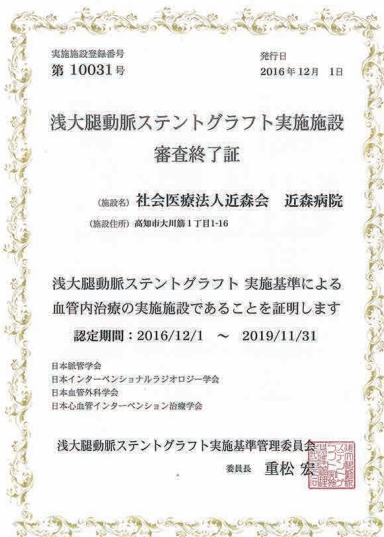 実施施設登録番号
第 10031 号
発行日
2016 年 12 月 1 日
浅大腿動脈ステントグラフト実施施設
審査終了証
(施設名) 社会医療法人近森会 近森病院
(施設住所) 高知市大川筋1丁目1-16
浅大腿動脈ステントグラフト 実施基準による
血管内治療の実施施設であることを証明します
認定期間：2016/12/1 ～ 2019/11/31
日本脈管学会
日本インターベンショナルラジオロジー学会
日本血管外科学会
日本心血管インターベンション治療学会
浅大腿動脈ステントグラフト実施基準管理委員会
委員長 重松 宏